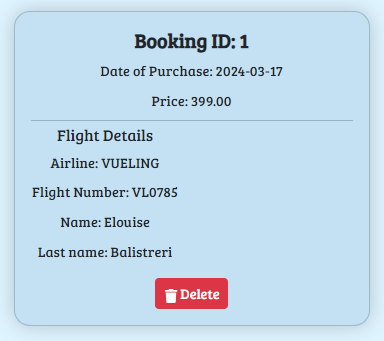 Booking ID: 1
Date of Purchase: 2024-03-17
Price: 399.00
Flight Details
Airline: VUELING
Flight Number: VL0785
Name: Elouise
Last name: Balistreri
Delete